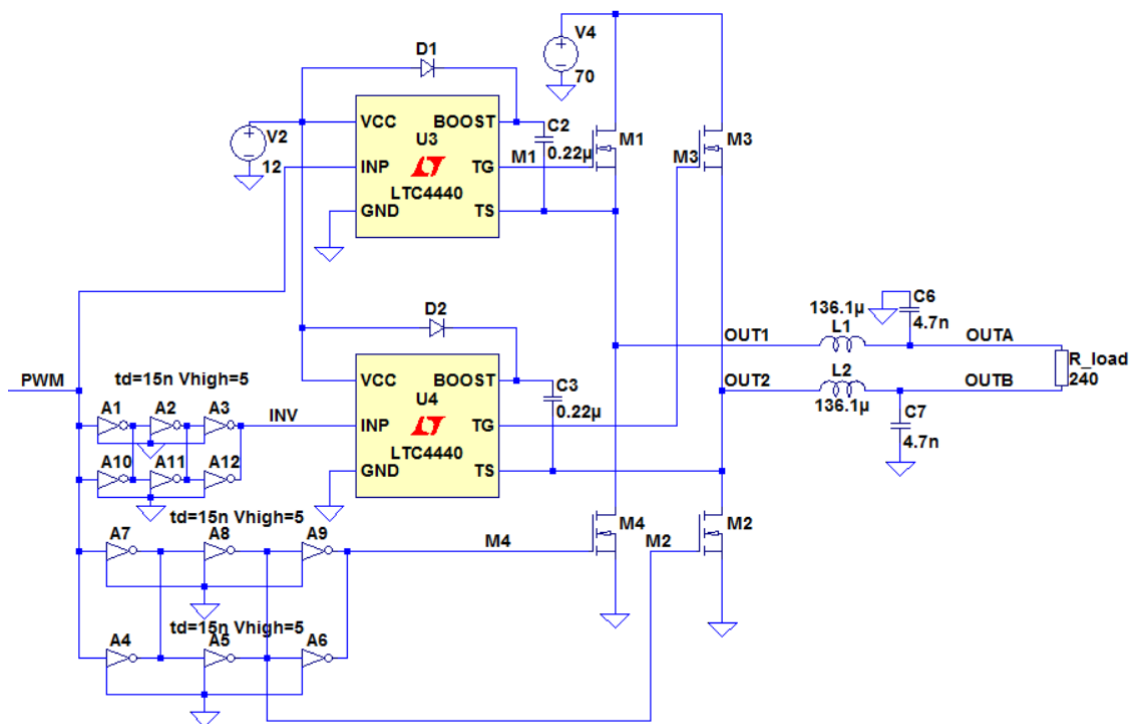 V4
70
D1
VCC BOOST
U3
V2
12
C2
0.22µ
M1
M1
M3
M3
INP TG
LTC4440
GND TS
D2
136.1µ
L1
C6
4.7n
OUT1
OUTA
R_load
240
PWM
td=15n Vhigh=5
VCC BOOST
U4
C3
0.22µ
OUT2
L2
136.1µ
OUTB
C7
4.7n
A1 A2 A3
INV
INP TG
LTC4440
A10 A11 A12
GND TS
td=15n Vhigh=5
A7 A8 A9
M4
M4
M2
M2
td=15n Vhigh=5
A4 A5 A6